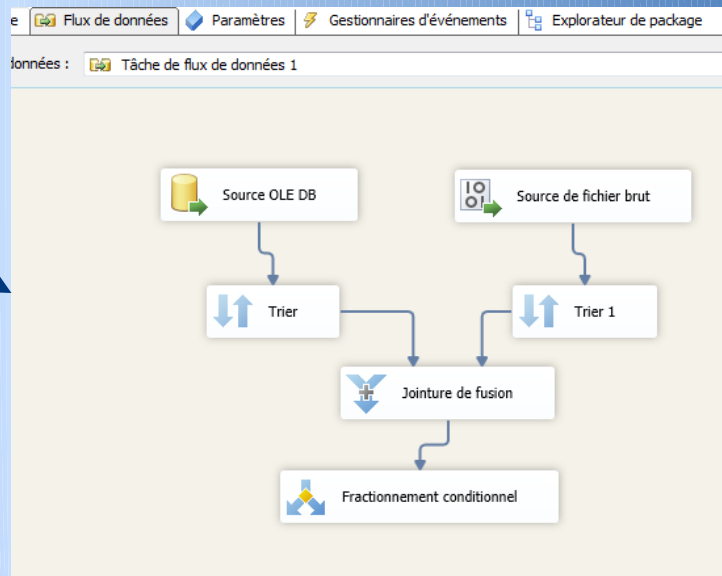 e Flux de données Paramètres Gestionnaires d'événements Explorateur de package
données : Tâche de flux de données 1
Source OLE DB Source de fichier brut
Trier Trier 1
Jointure de fusion
Fractionnement conditionnel